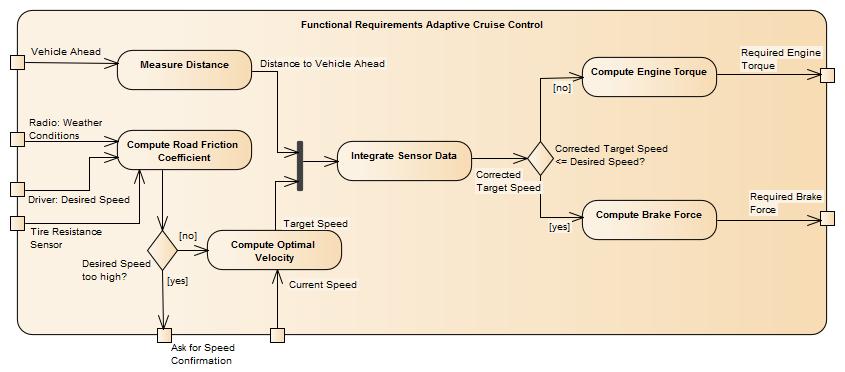 Functional Requirements Adaptive Cruise Control
Vehicle Ahead
Measure Distance
Distance to Vehicle Ahead
Compute Engine Torque
Required Engine
Torque
[no]
Radio: Weather
Conditions
Compute Road Friction
Coefficient
Integrate Sensor Data
Corrected Target Speed
<= Desired Speed?
Corrected
Target Speed
Driver: Desired Speed
Tire Resistance
Sensor
Compute Brake Force
Required Brake
Force
[yes]
Target Speed
[no]
Compute Optimal
Velocity
Desired Speed
too high?
[yes]
Current Speed
Ask for Speed
Confirmation